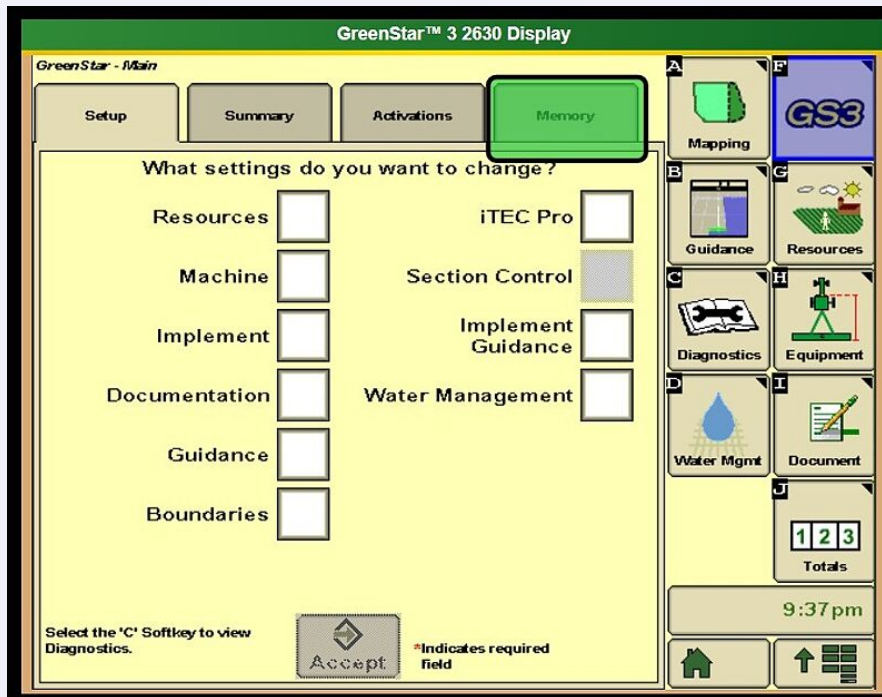 GreenStar™ 3 2630 Display
GreenStar - Main
Setup
Summary
Activations
Memory
What settings do you want to change?
Resources
Machine
Implement
Documentation
Guidance
Boundaries
iTEC Pro
Section Control
Implement
Guidance
Water Management
Select the 'C' Softkey to view
Diagnostics.
Accept
*Indicates required
field
A
Mapping
F
GS3
B
Guidance
G
Resources
C
Diagnostics
H
Equipment
D
Water Mgmt
I
Document
J
1 2 3
Totals
9:37pm